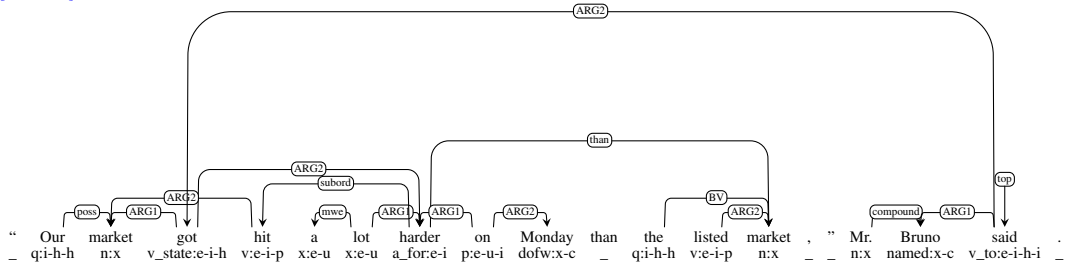 ARG2
than
ARG2
subord
top
ARG2
BV
poss ARG1 mwe ARG1 ARG1 ARG2 ARG2 compound ARG1
“ Our market got hit a lot harder on Monday than the listed market , ” Mr. Bruno said .
_ q:i-h-h n:x v_state:e-i-h v:e-i-p x:e-u x:e-u a_for:e-i p:e-u-i dofw:x-c _ q:i-h-h v:e-i-p n:x _ _ n:x named:x-c v_to:e-i-h-i _